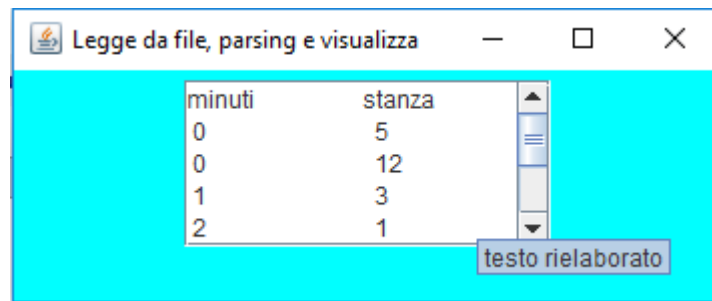 Legge da file, parsing e visualizza
minuti stanza
0 5
0 12
1 3
2 1
testo rielaborato